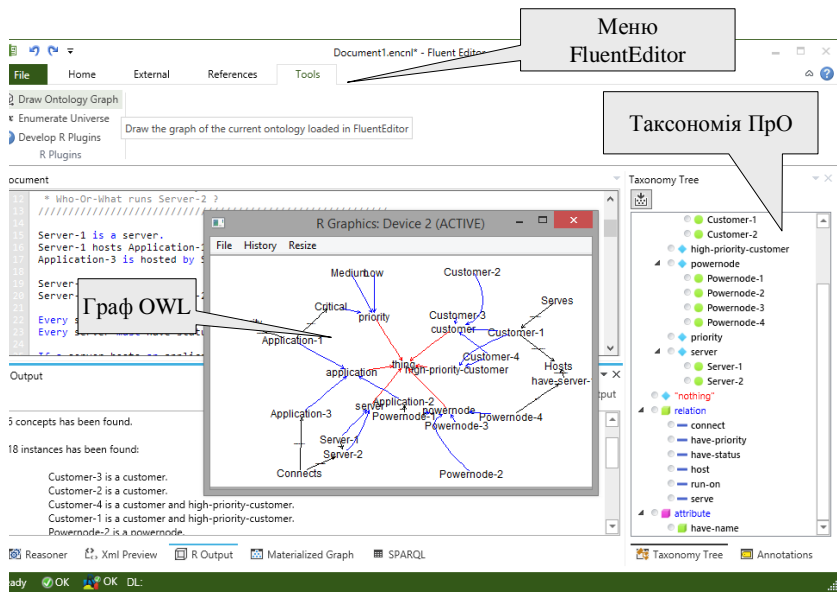 Меню
FluentEditor
Document1.encnl* - Fluent Editor
File Home External References Tools
Draw Ontology Graph
Enumerate Universe
Develop R Plugins
R Plugins
Draw the graph of the current ontology loaded in FluentEditor
Таксономія ПрО
Taxonomy Tree
12 * Who-Or-What runs Server-2 ?
13 ////////////////////////////////////////////////////
14
15 Server-1 is a server.
16 Server-1 hosts Application-1
17 Application-3 is hosted by
18
Every
Every
R Graphics: Device 2 (ACTIVE)
File History Resize
Medium
Low
Customer-2
Critical
priority
Customer-3
customer
Serves
Customer-1
Application-1
Customer-4
Hosts
thing
high-priority-customer
application
have-server-
Application-2
server
Powernode-1
powernode
Powernode-3
Powernode-4
Application-3
Server-1
Server-2
Connects
Powernode-2
Граф OWL
Output
concepts has been found.
18 instances has been found:
Customer-3 is a customer.
Customer-2 is a customer.
Customer-4 is a customer and high-priority-customer.
Customer-1 is a customer and high-priority-customer.
Powernode-2 is a powernode.
Customer-1
Customer-2
high-priority-customer
powernode
Powernode-1
Powernode-2
Powernode-3
Powernode-4
priority
server
Server-1
Server-2
"nothing"
relation
connect
have-priority
have-status
host
run-on
serve
attribute
have-name
Reasoner Xml Preview R Output Materialized Graph SPARQL
Taxonomy Tree Annotations
OK OK DL: